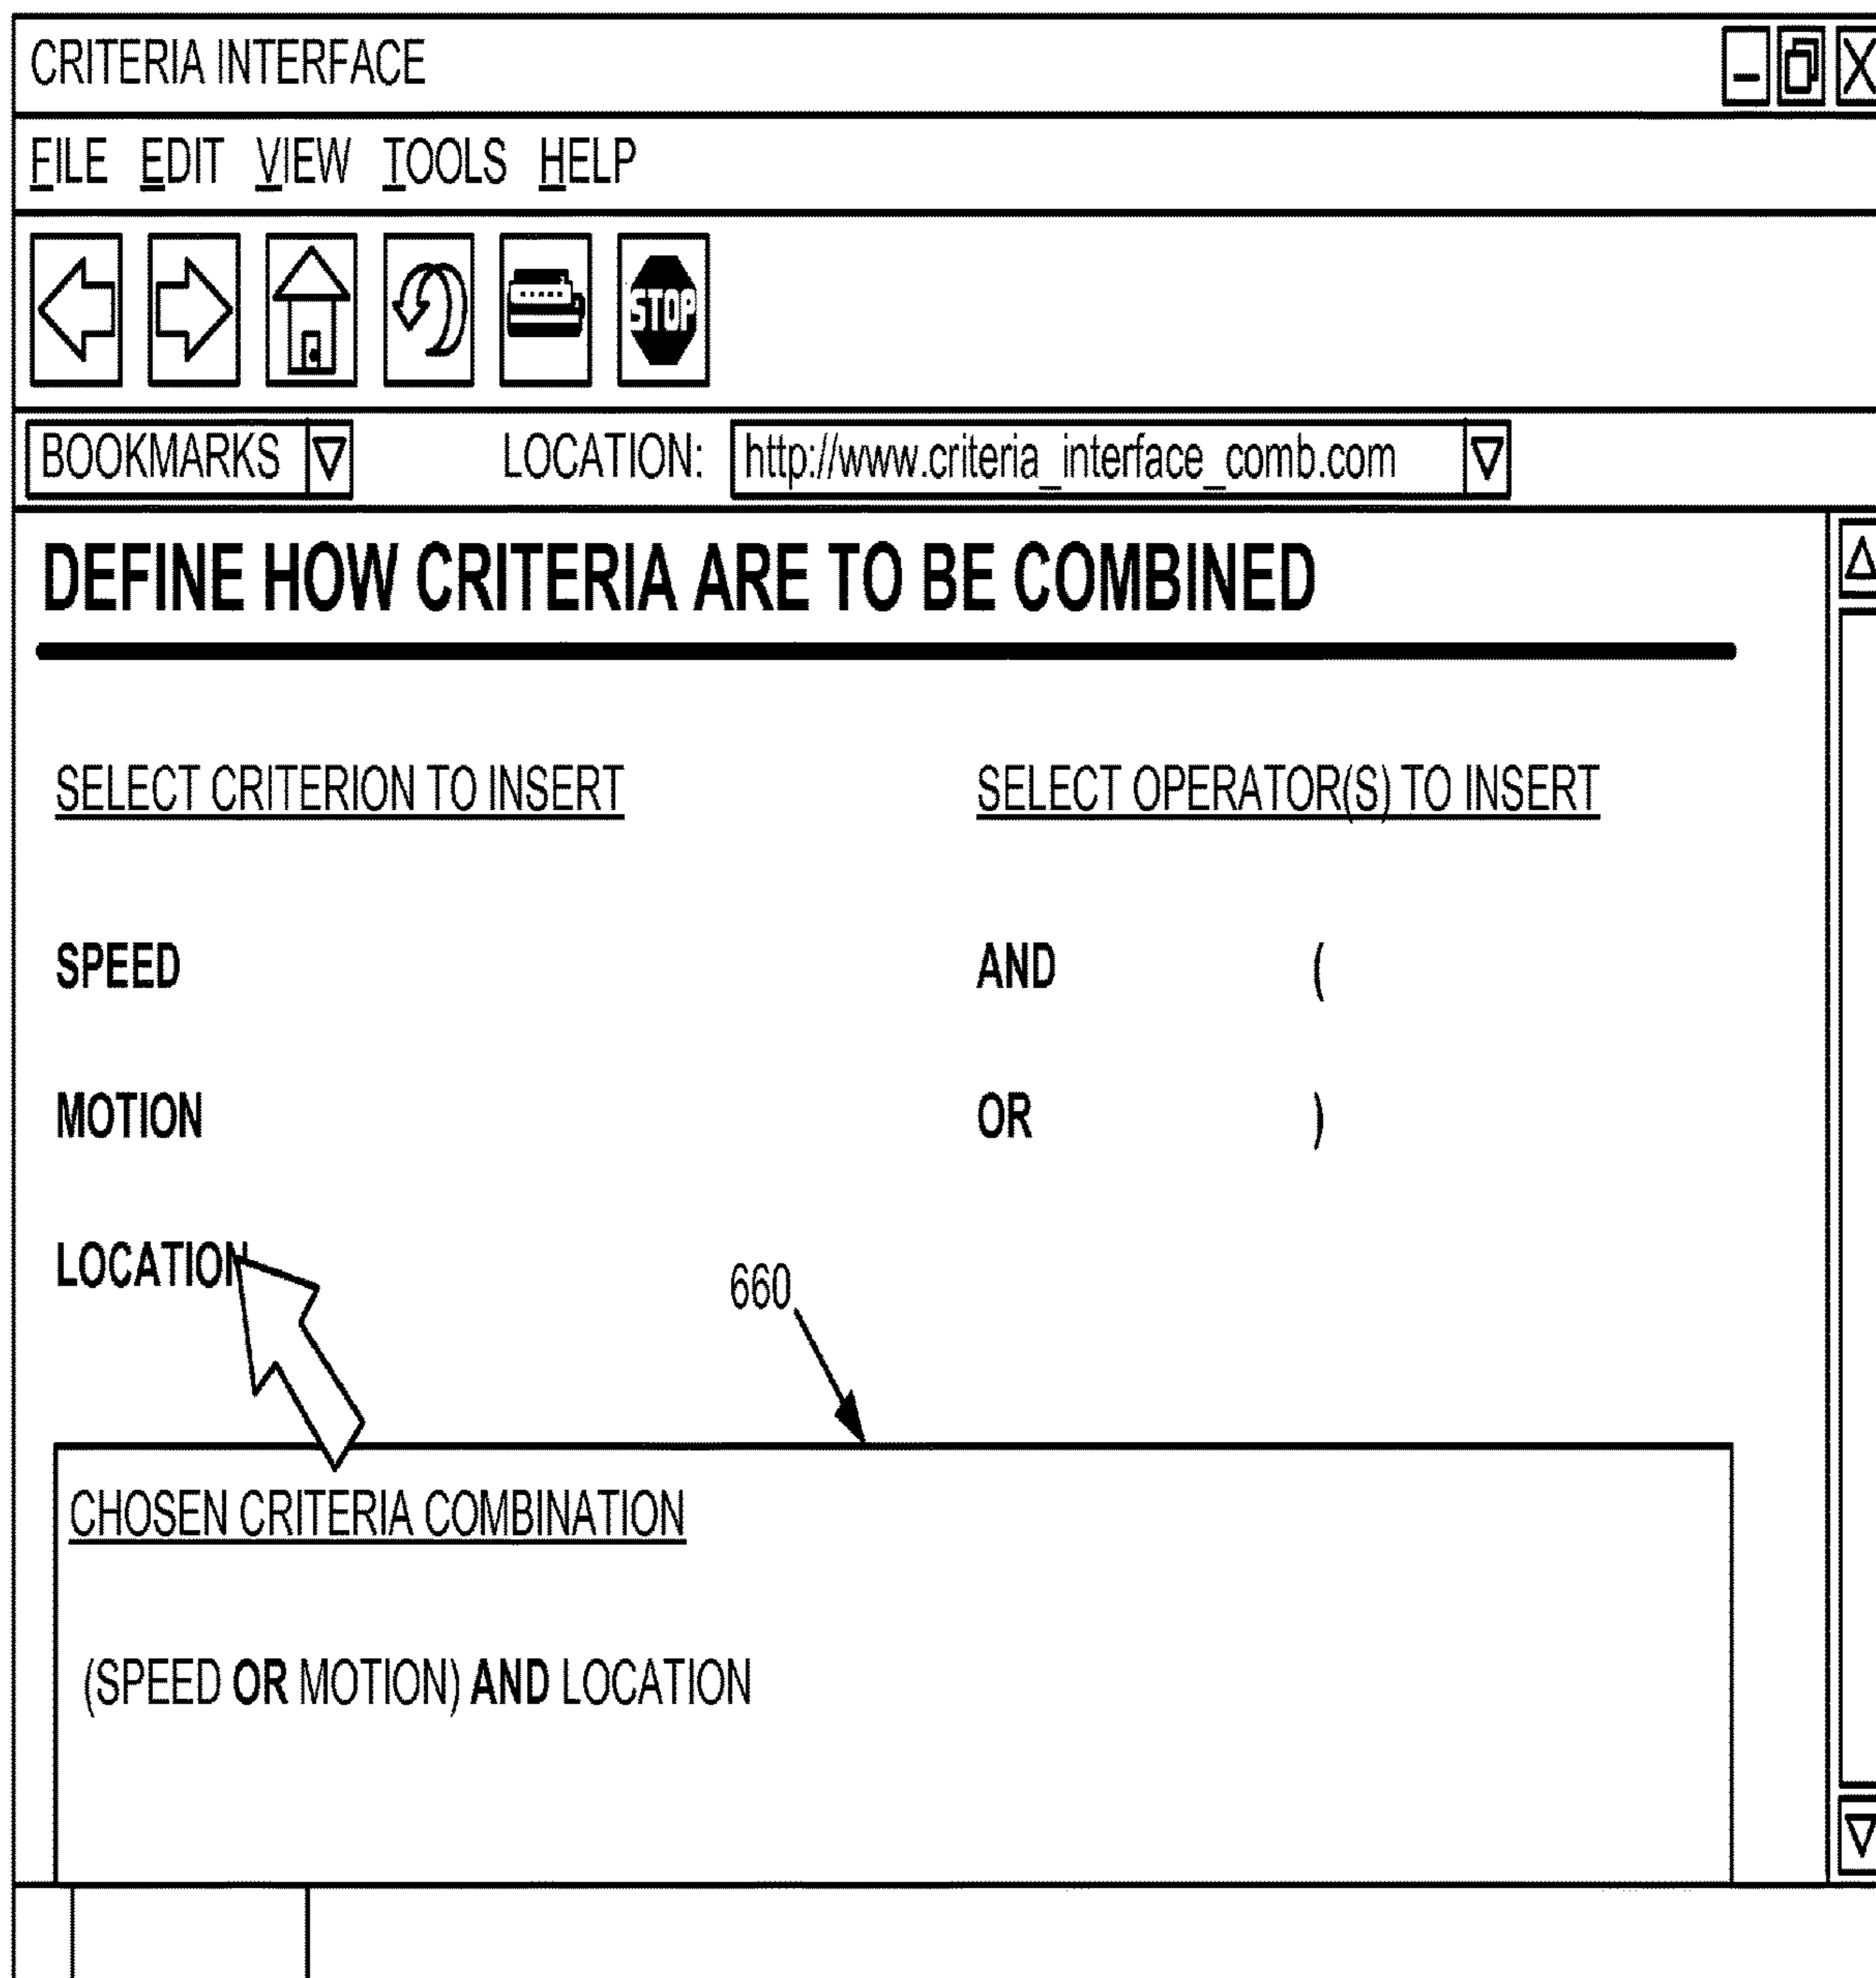 CRITERIA INTERFACE
FILE EDIT VIEW TOOLS HELP
STOP
BOOKMARKS LOCATION: http://www.criteria_interface_comb.com
DEFINE HOW CRITERIA ARE TO BE COMBINED
SELECT CRITERION TO INSERT SELECT OPERATOR(S) TO INSERT
SPEED AND (
MOTION OR )
LOCATION
660
CHOSEN CRITERIA COMBINATION
(SPEED OR MOTION) AND LOCATION